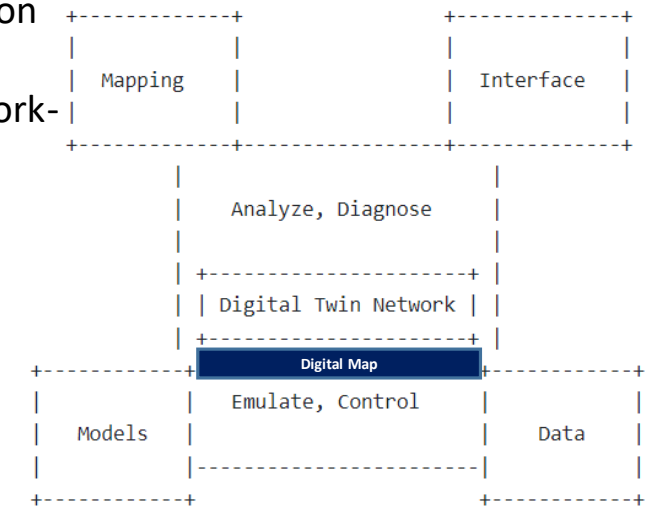 on
Mapping Interface
ork-
Analyze, Diagnose
Digital Twin Network
Digital Map
Emulate, Control
Models Data